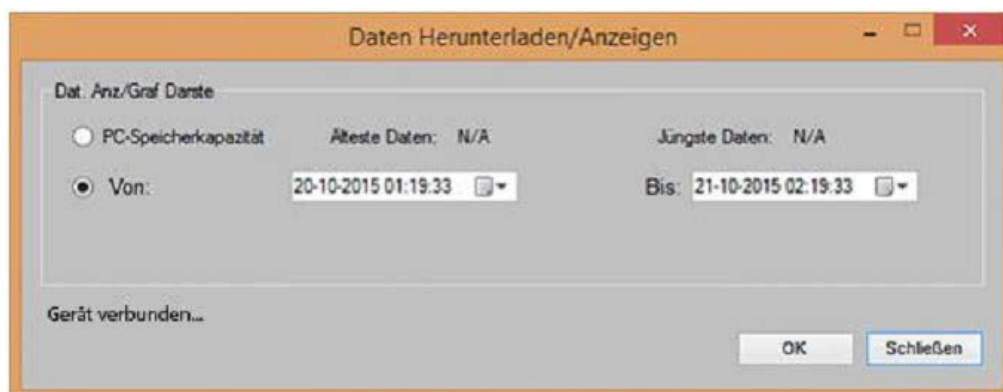 Daten Herunterladen/Anzeigen
Dat. Anz/Graf Darste
PC-Speicherkapazität Älteste Daten: N/A Jüngste Daten: N/A
Von: 20-10-2015 01:19:33 Bis: 21-10-2015 02:19:33
Gerät verbunden...
OK Schließen